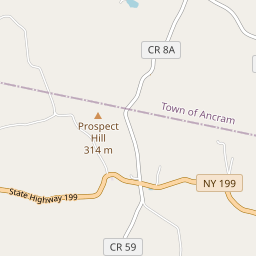 CR 8A
Town of Ancram
Prospect
Hill
314 m
NY 199
State Highway 199
CR 59